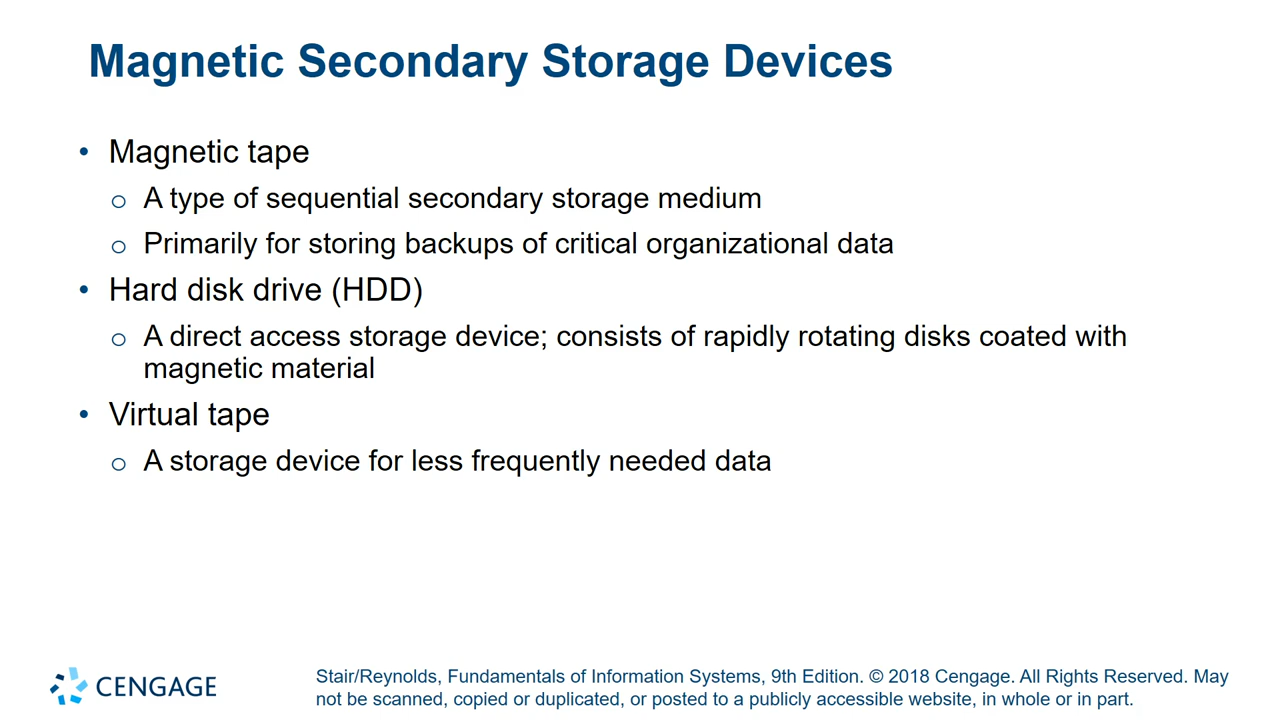 Magnetic Secondary Storage Devices
• Magnetic tape
o A type of sequential secondary storage medium
o Primarily for storing backups of critical organizational data
• Hard disk drive (HDD)
o A direct access storage device; consists of rapidly rotating disks coated with
magnetic material
• Virtual tape
o A storage device for less frequently needed data
CENGAGE
Stair/Reynolds, Fundamentals of Information Systems, 9th Edition. © 2018 Cengage. All Rights Reserved. May
not be scanned, copied or duplicated, or posted to a publicly accessible website, in whole or in part.